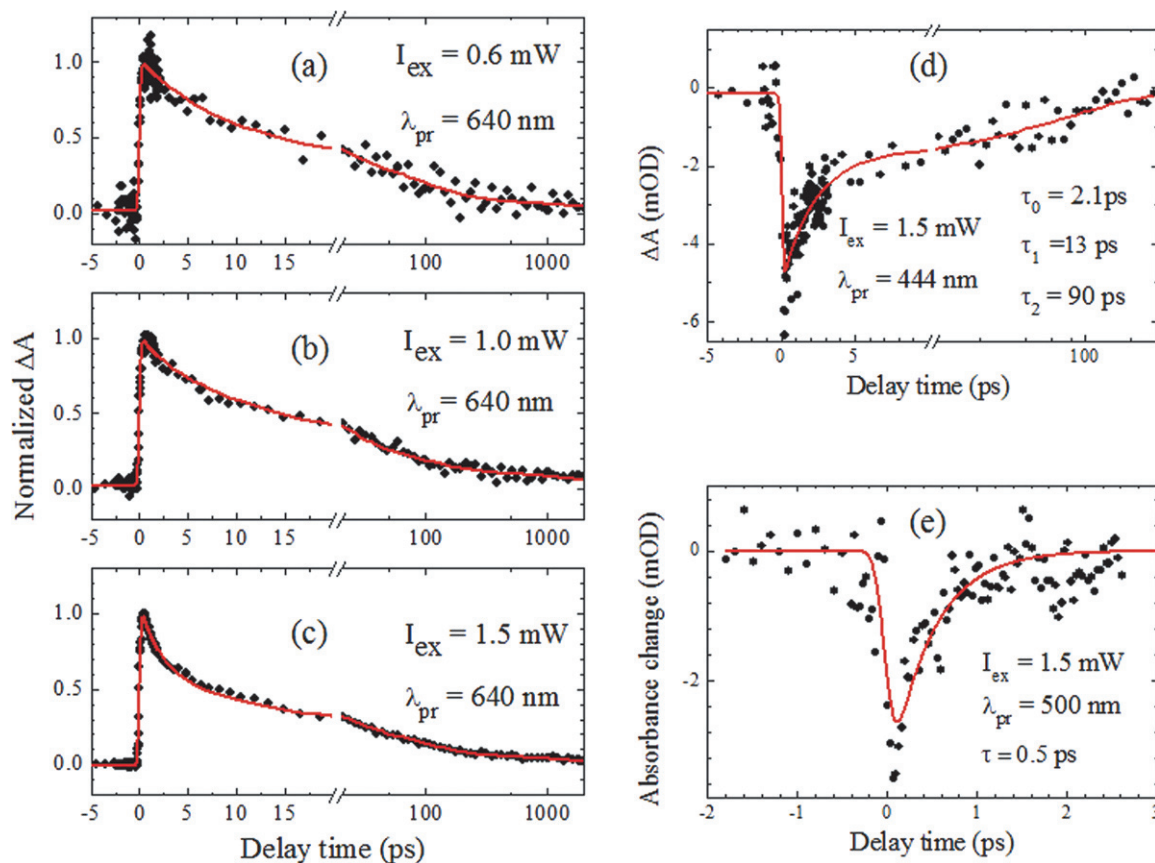 Normalized ΔA
(a)
I_ex = 0.6 mW
λ_pr = 640 nm
1.0
0.5
0.0
-5 0 5 10 15 100 1000
(b)
I_ex = 1.0 mW
λ_pr = 640 nm
1.0
0.5
0.0
-5 0 5 10 15 100 1000
(c)
I_ex = 1.5 mW
λ_pr = 640 nm
1.0
0.5
0.0
-5 0 5 10 15 100 1000
Delay time (ps)
(d)
ΔA (mOD)
0
-2
-4
-6
I_ex = 1.5 mW
λ_pr = 444 nm
τ_0 = 2.1ps
τ_1 =13 ps
τ_2 = 90 ps
-5 0 5 100
Delay time (ps)
(e)
Absorbance change (mOD)
0
-2
I_ex = 1.5 mW
λ_pr = 500 nm
τ = 0.5 ps
-2 -1 0 1 2 3
Delay time (ps)